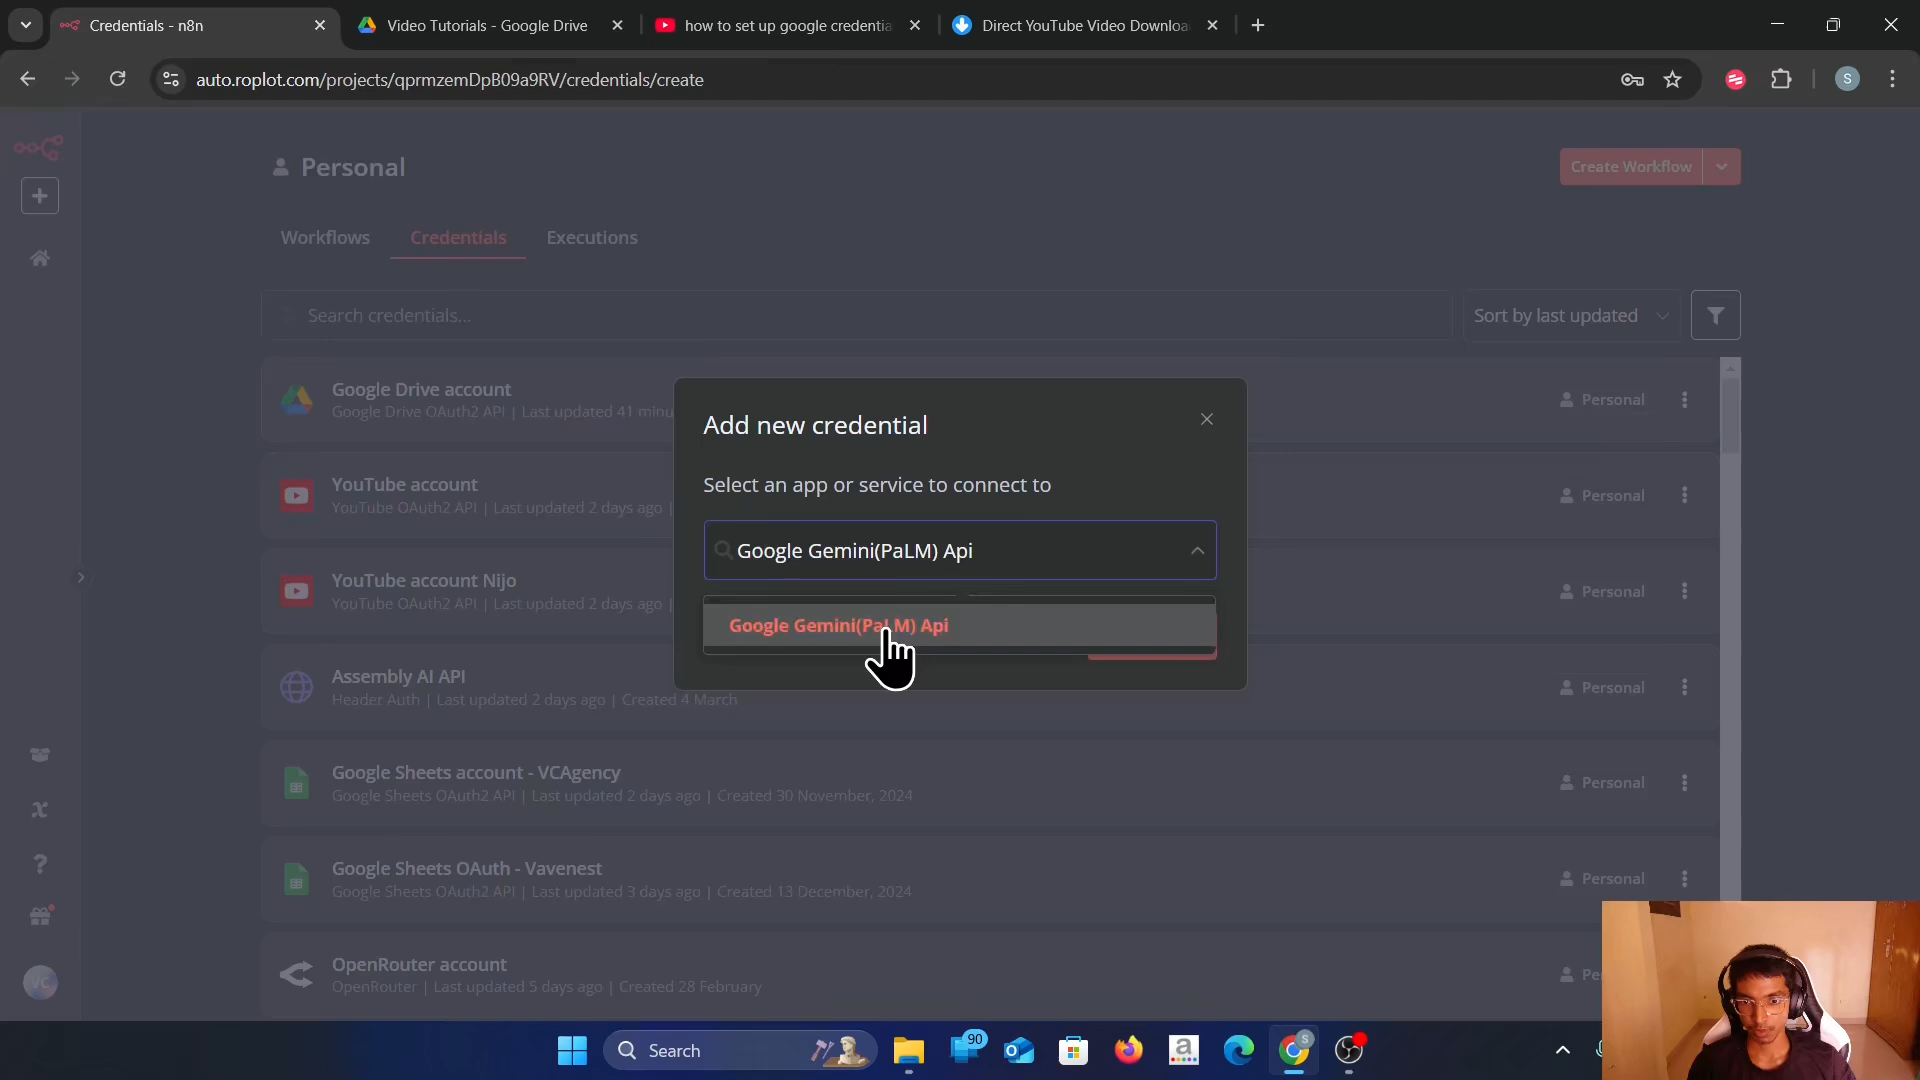 Credentials - n8n
Video Tutorials - Google Drive
how to set up google credentia
Direct YouTube Video Downloa
auto.roplot.com/projects/qprmzemDpB09a9RV/credentials/create
S
Personal
Create Workflow
Workflows
Credentials
Executions
Search credentials...
Sort by last updated
Google Drive account
Google Drive OAuth2 API | Last updated 41 minu
Personal
YouTube account
YouTube OAuth2 API | Last updated 2 days ago |
Personal
YouTube account Nijo
YouTube OAuth2 API | Last updated 2 days ago |
Personal
Assembly AI API
Header Auth | Last updated 2 days ago | Created 4 March
Personal
Google Sheets account - VCAgency
Google Sheets OAuth2 API | Last updated 2 days ago | Created 30 November, 2024
Personal
Google Sheets OAuth - Vavenest
Google Sheets OAuth2 API | Last updated 3 days ago | Created 13 December, 2024
Personal
OpenRouter account
OpenRouter | Last updated 5 days ago | Created 28 February
Pe
Add new credential
Select an app or service to connect to
Google Gemini(PaLM) Api
Google Gemini(PaLM) Api
VC
Search
90
S